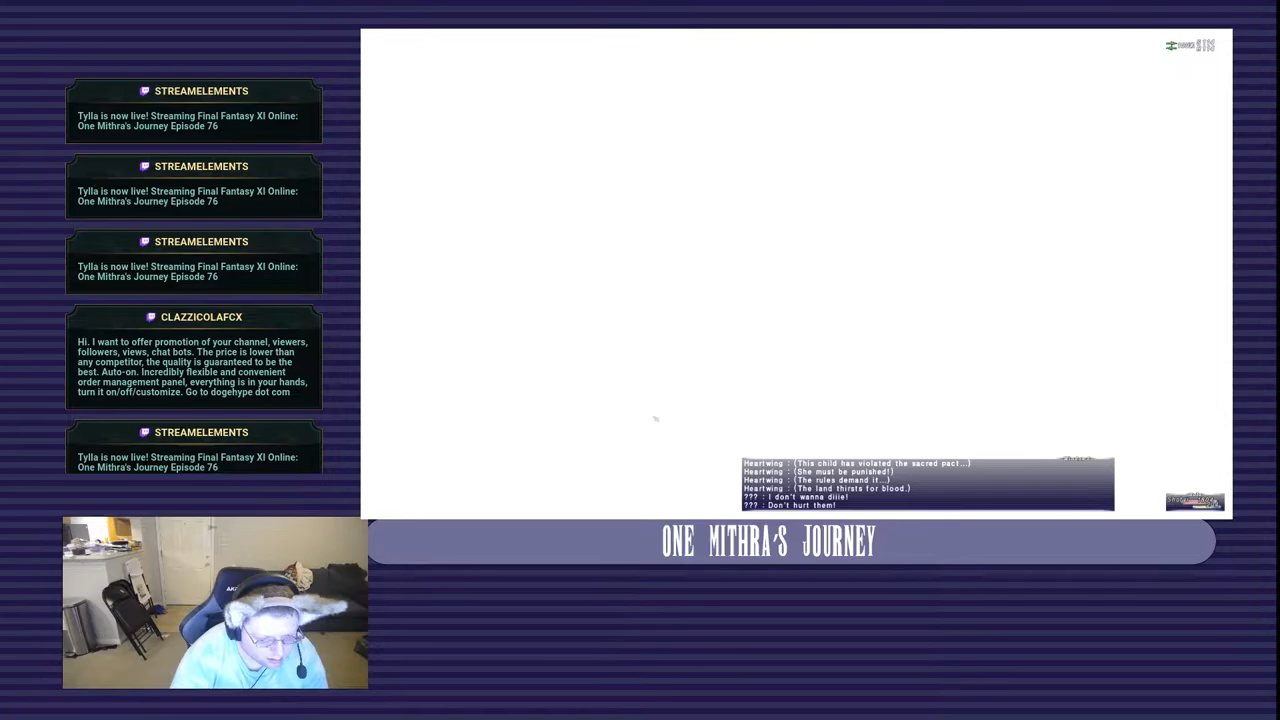 STREAMELEMENTS
Tylla is now live! Streaming Final Fantasy XI Online:
One Mithra's Journey Episode 76
STREAMELEMENTS
Tylla is now live! Streaming Final Fantasy XI Online:
One Mithra's Journey Episode 76
STREAMELEMENTS
Tylla is now live! Streaming Final Fantasy XI Online:
One Mithra's Journey Episode 76
CLAZZICOLAFCX
Hi. I want to offer promotion of your channel, viewers,
followers, views, chat bots. The price is lower than
any competitor, the quality is guaranteed to be the
best. Auto-on. Incredibly flexible and convenient
order management panel, everything is in your hands,
turn it on/off/customize. Go to dogehype dot com
STREAMELEMENTS
Tylla is now live! Streaming Final Fantasy XI Online:
One Mithra's Journey Episode 76
Heartwing : (This child has violated the sacred pact...)
Heartwing : (She must be punished!)
Heartwing : (The rules demand it...)
Heartwing : (The land thirsts for blood.)
??? : I don't wanna diiie!
??? : Don't hurt them!
ONE MITHRA'S JOURNEY